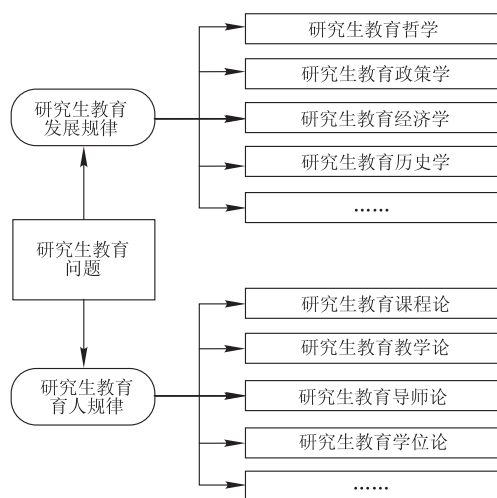 研究生教育哲学
研究生教育政策学
研究生教育
发展规律
研究生教育经济学
研究生教育历史学
……
研究生教育
问题
研究生教育课程论
研究生教育教学论
研究生教育
育人规律
研究生教育导师论
研究生教育学位论
……